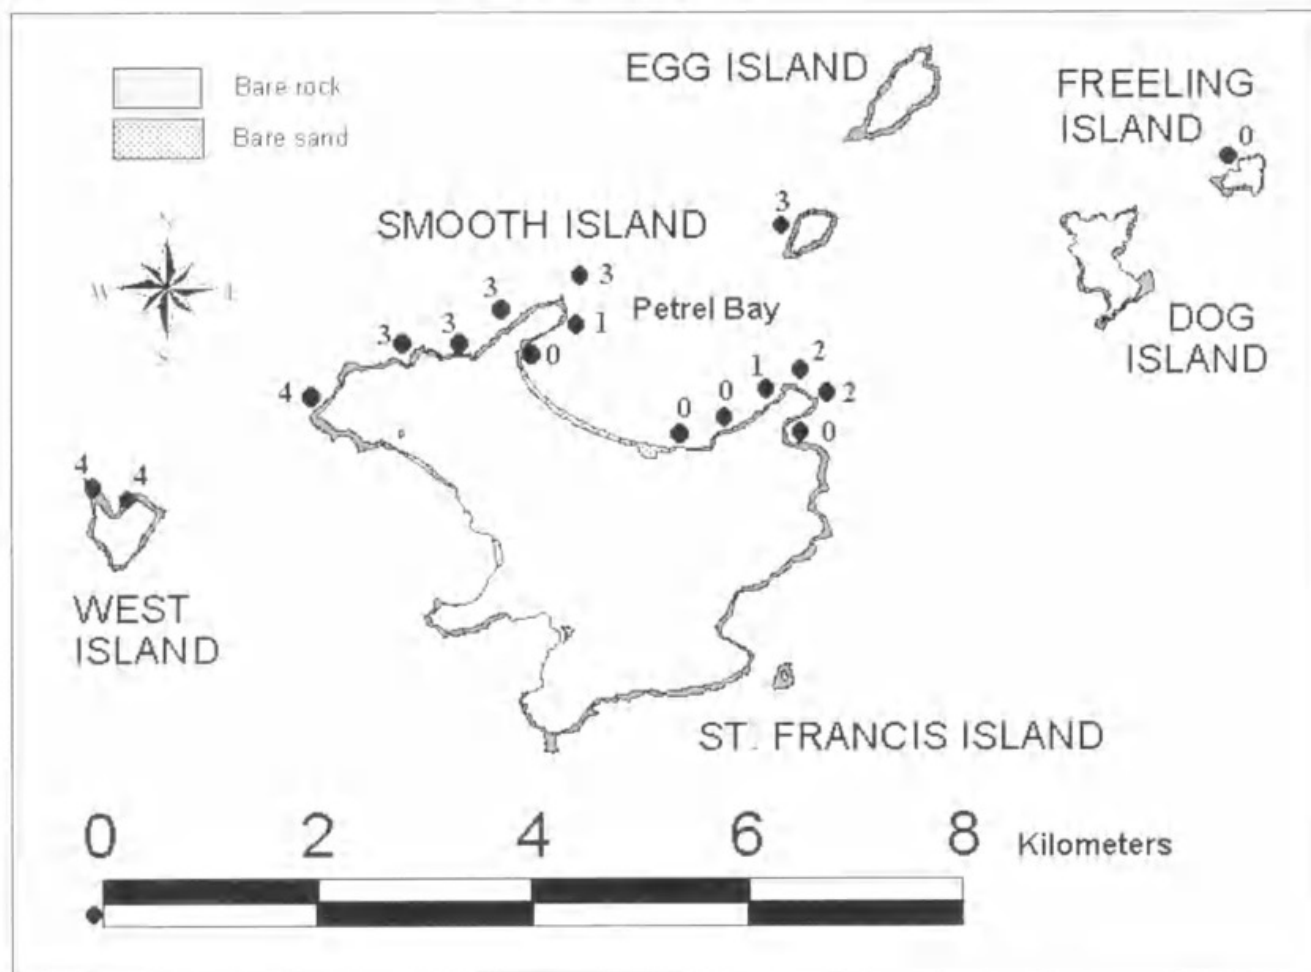 EGG ISLAND
FREELING
ISLAND
Bare rock
Bare sand
0
3
SMOOTH ISLAND
N
W
E
S
3
3
Petrel Bay
1
3
3
0
DOG
ISLAND
2
1
2
4
0
0
0
4
4
WEST
ISLAND
ST. FRANCIS ISLAND
0
2
4
6
8
Kilometers